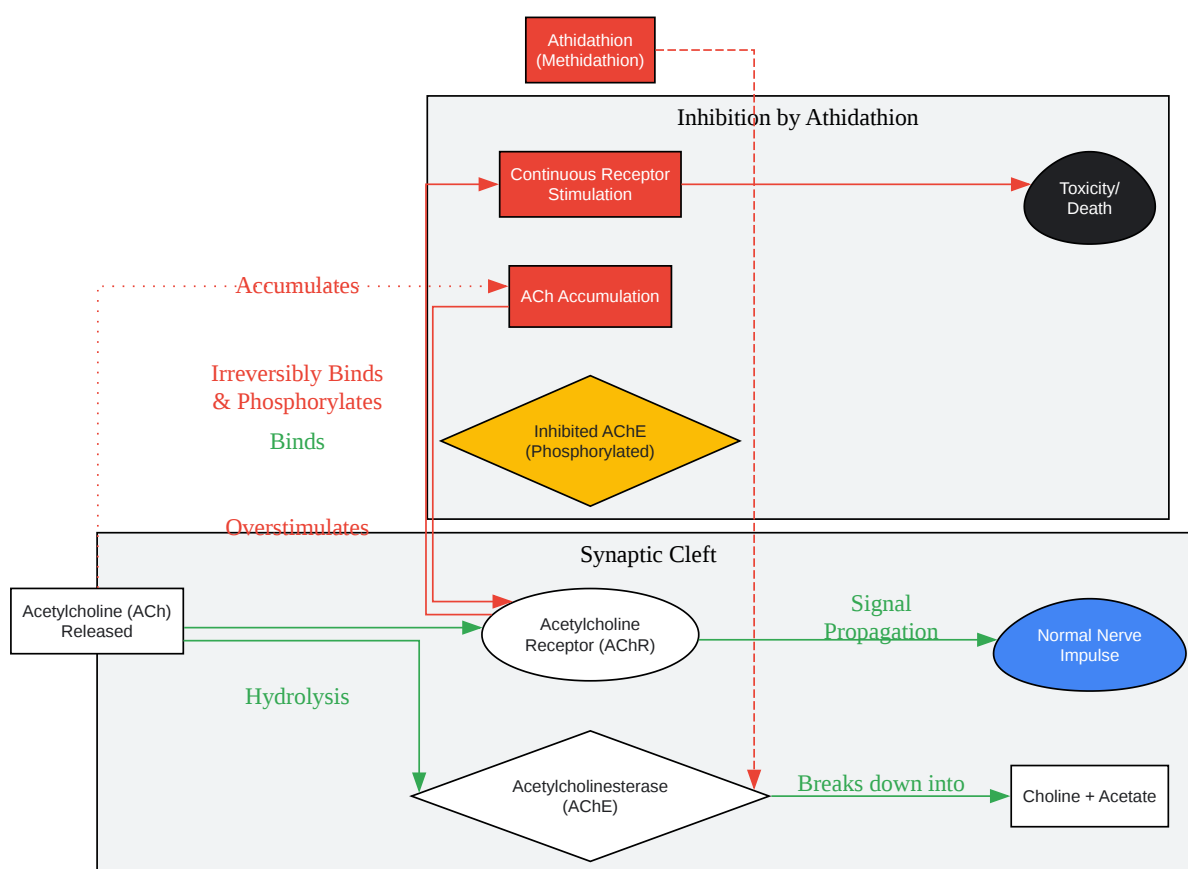 Athidathion
(Methidathion)
Inhibition by Athidathion
Continuous Receptor
Stimulation
Toxicity/
Death
Accumulates
ACh Accumulation
Irreversibly Binds
& Phosphorylates
Binds
Inhibited AChE
(Phosphorylated)
Overstimulates
Synaptic Cleft
Acetylcholine (ACh)
Released
Acetylcholine
Receptor (AChR)
Signal
Propagation
Normal Nerve
Impulse
Hydrolysis
Acetylcholinesterase
(AChE)
Breaks down into
Choline + Acetate